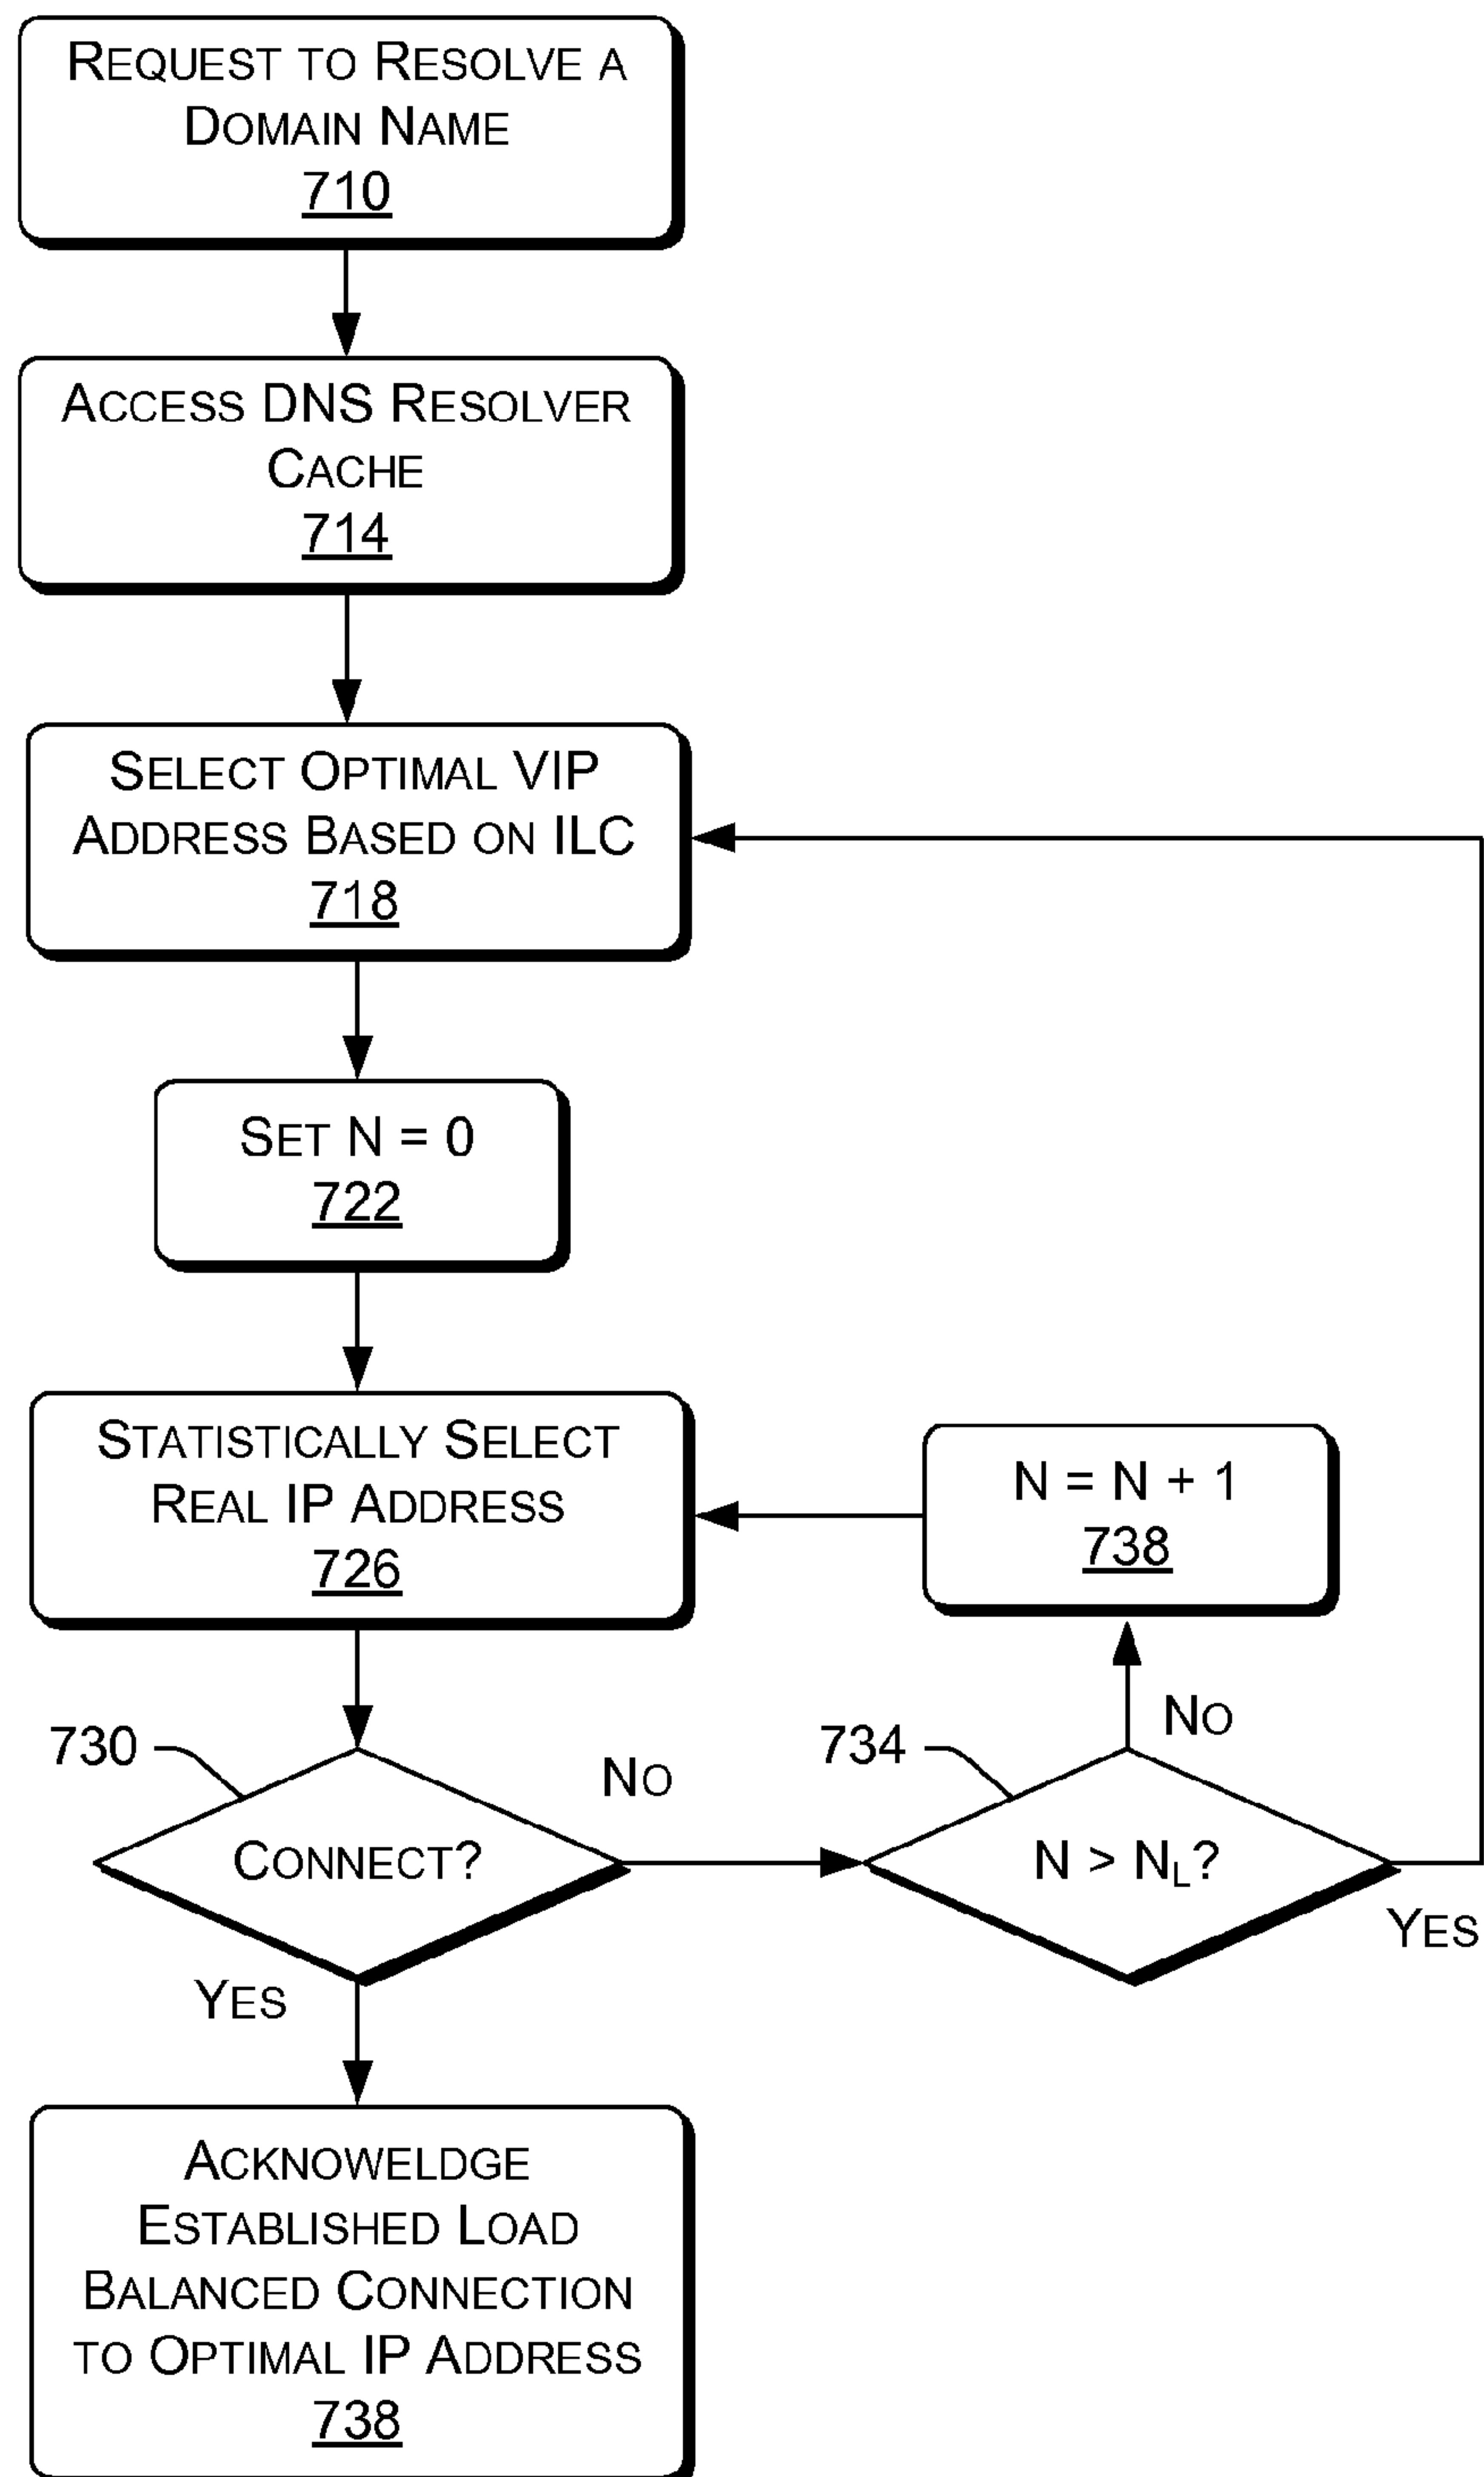 REQUEST TO RESOLVE A
DOMAIN NAME
710
ACCESS DNS RESOLVER
CACHE
714
SELECT OPTIMAL VIP
ADDRESS BASED ON ILC
718
SET N = 0
722
STATISTICALLY SELECT
REAL IP ADDRESS
726
N = N + 1
738
730
CONNECT?
NO
YES
734
N > NL?
NO
YES
ACKNOWELDGE
ESTABLISHED LOAD
BALANCED CONNECTION
TO OPTIMAL IP ADDRESS
738